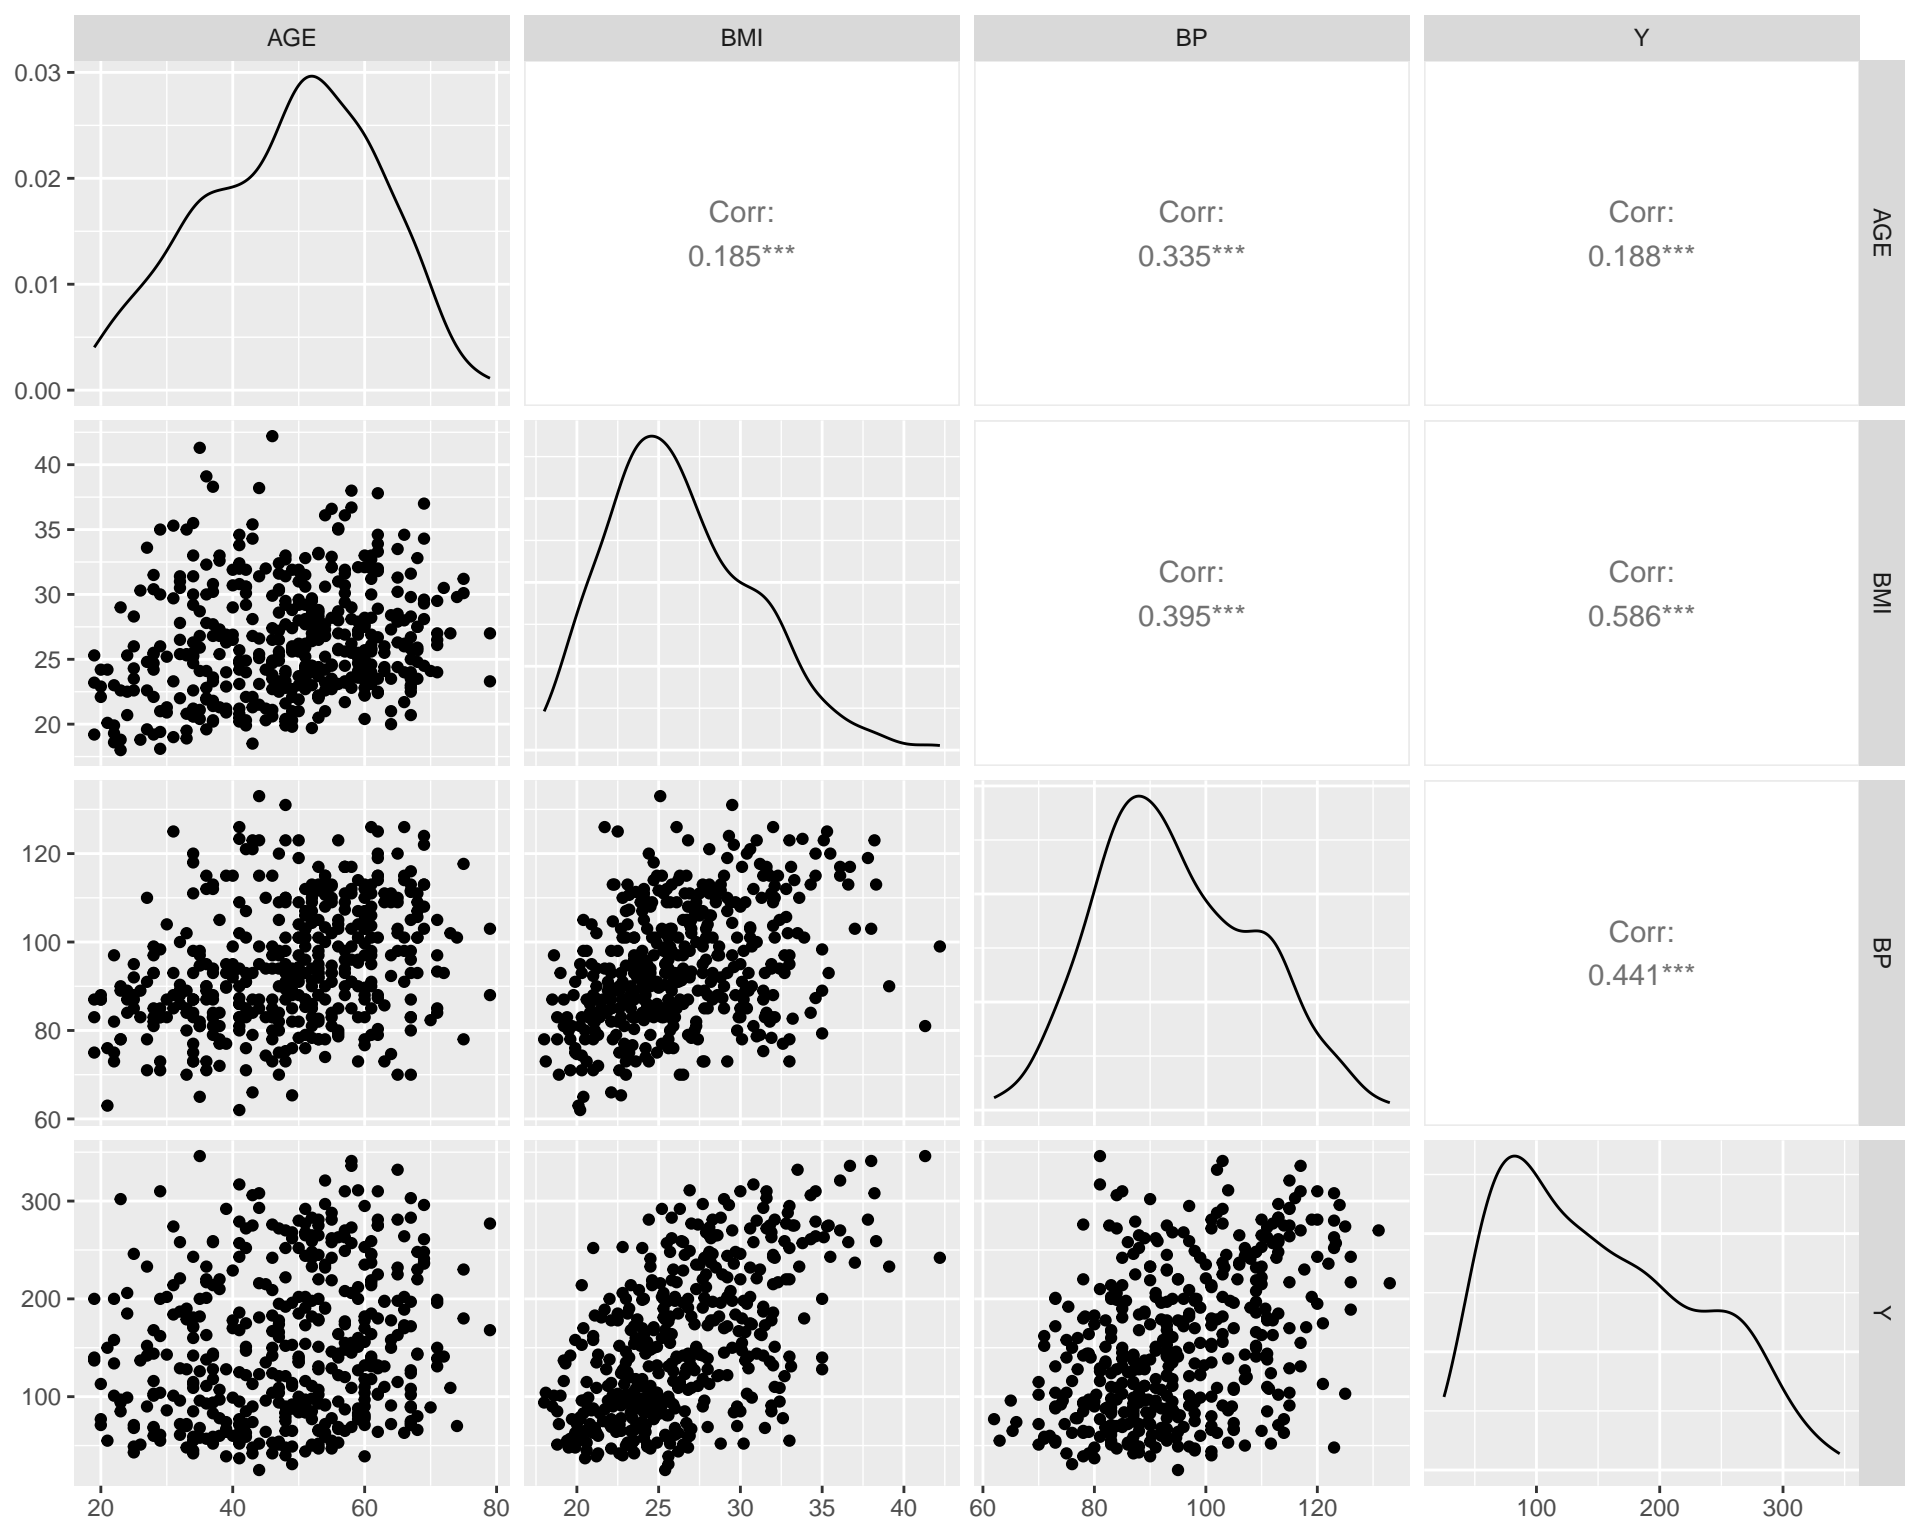 AGE BMI BP Y
0.03
0.02
0.01
0.00
Corr:
0.185***
Corr:
0.335***
Corr:
0.188***
AGE
40
35
30
25
20
Corr:
0.395***
Corr:
0.586***
BMI
120
100
80
60
Corr:
0.441***
BP
300
200
100
Y
20 40 60 80 20 25 30 35 40 60 80 100 120 100 200 300